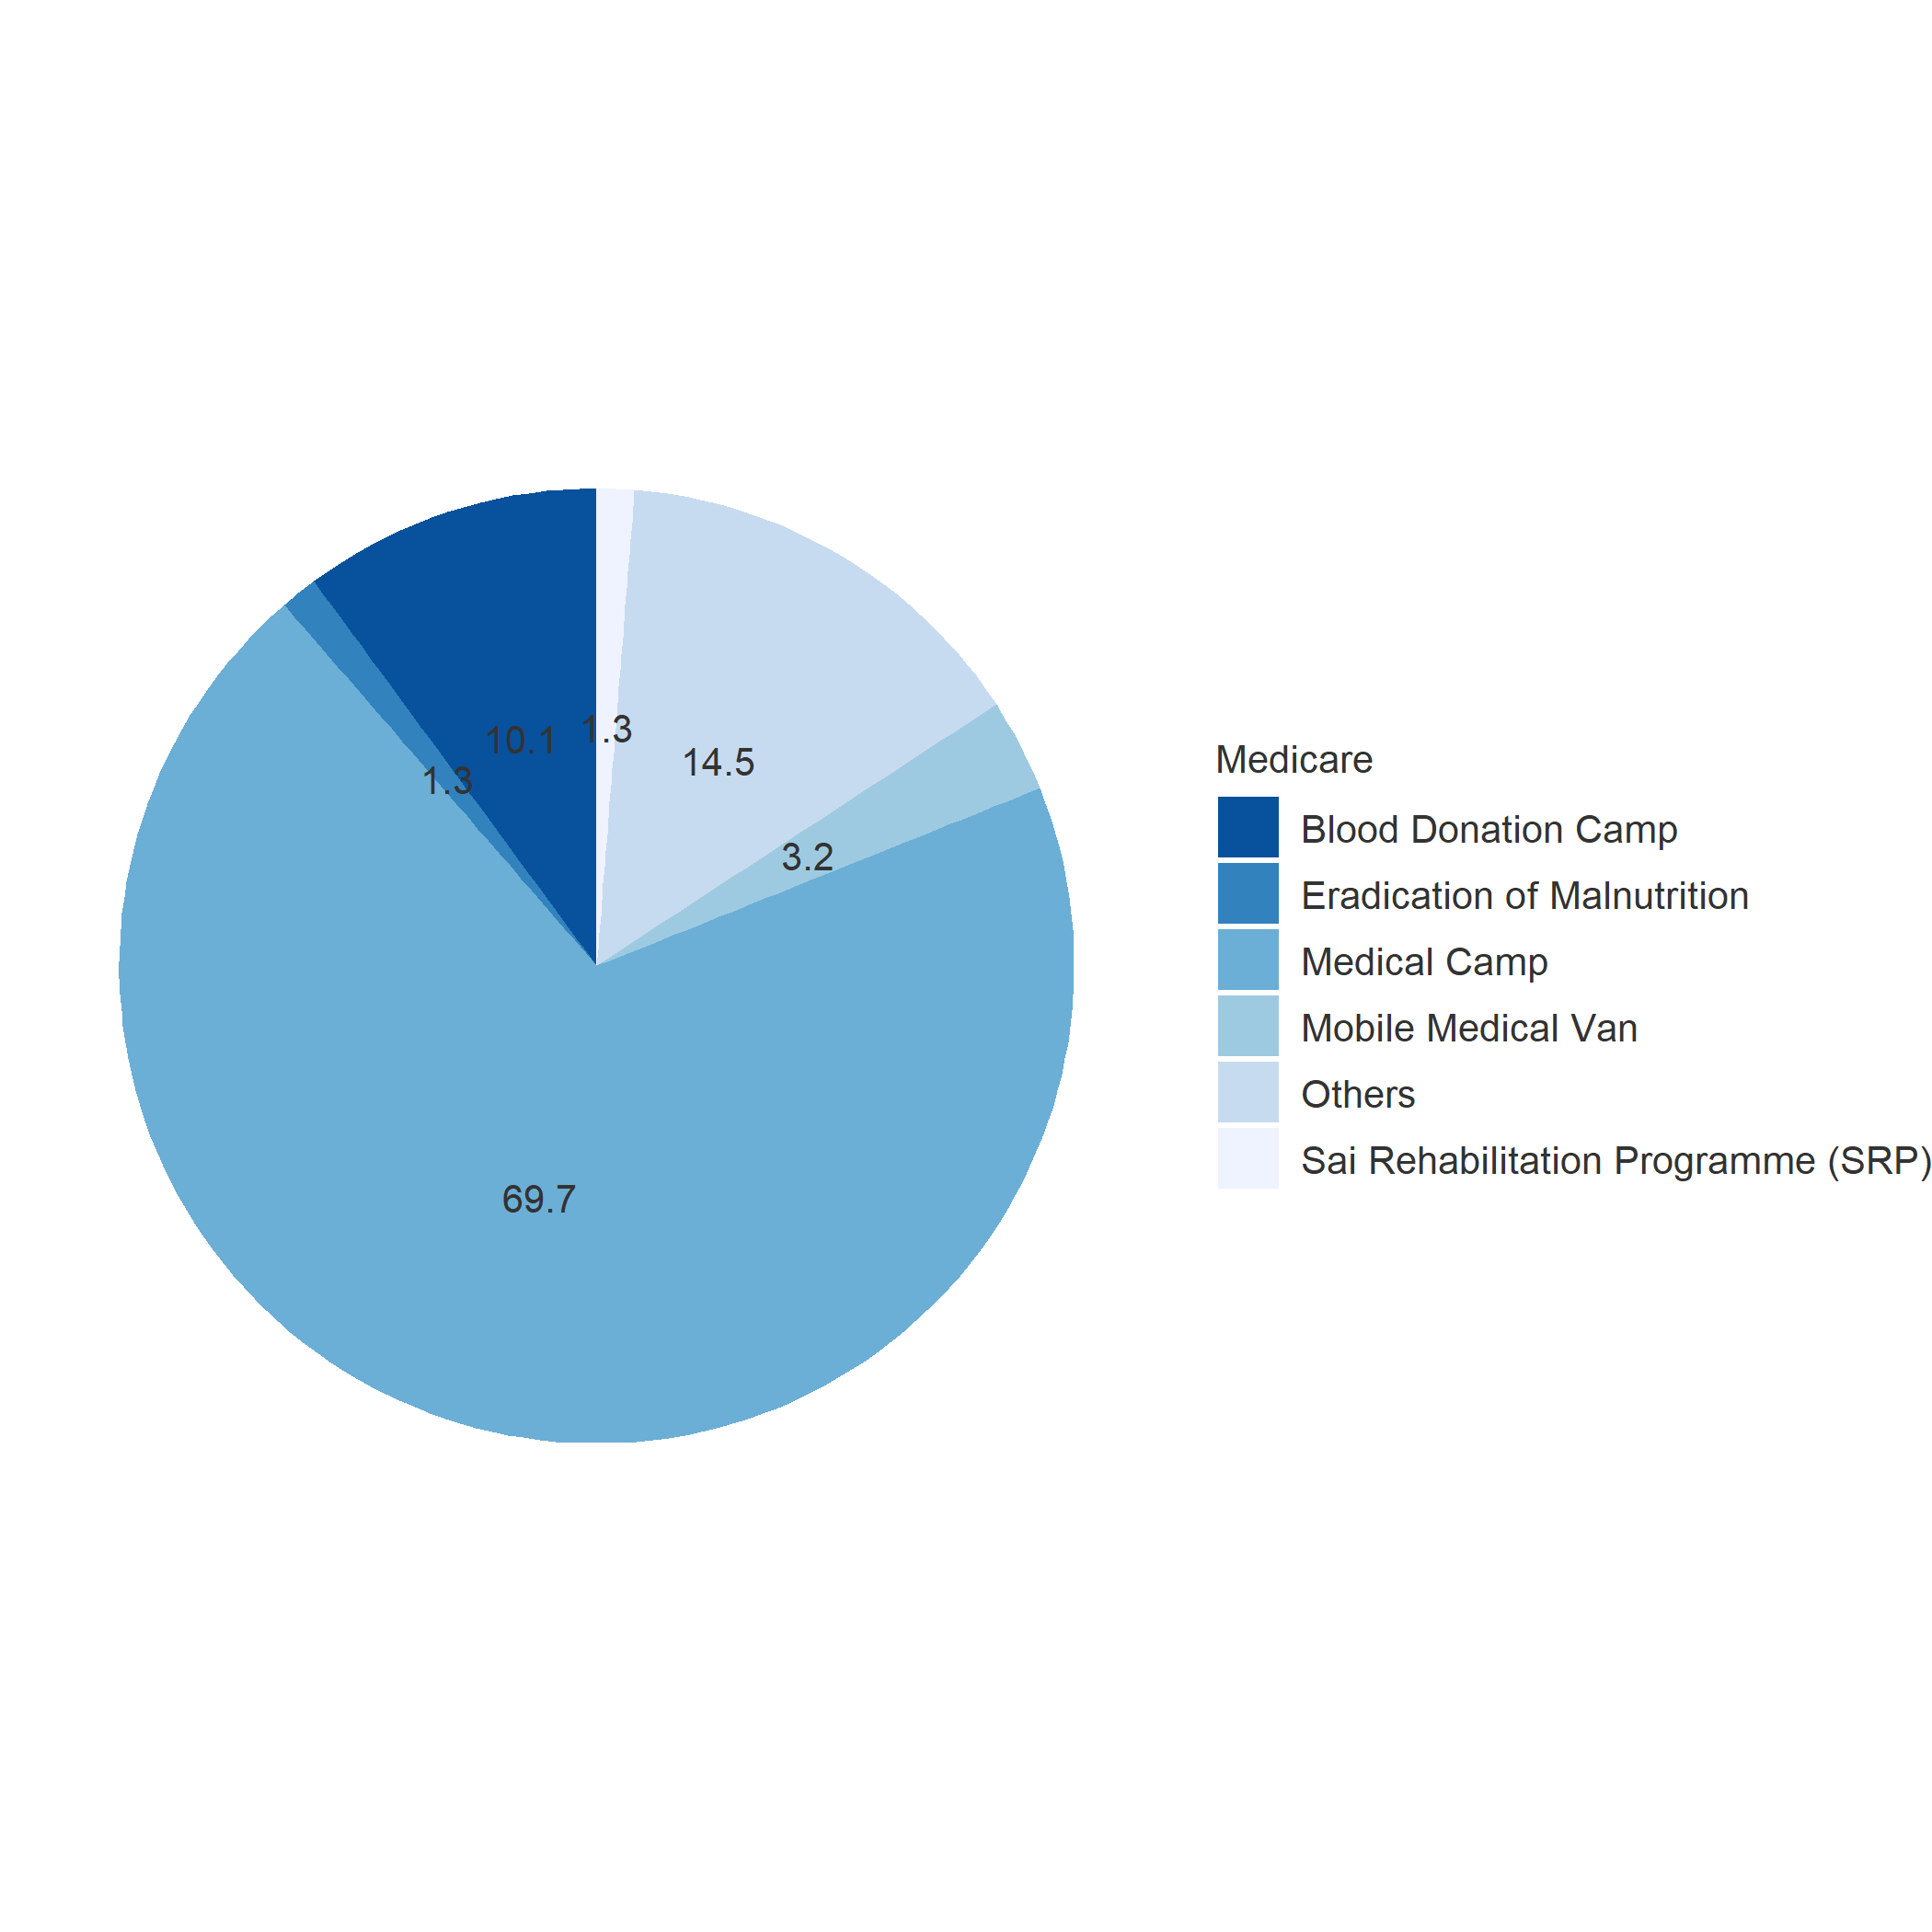 1.3
10.1
14.5
1.3
3.2
69.7
Medicare
Blood Donation Camp
Eradication of Malnutrition
Medical Camp
Mobile Medical Van
Others
Sai Rehabilitation Programme (SRP)